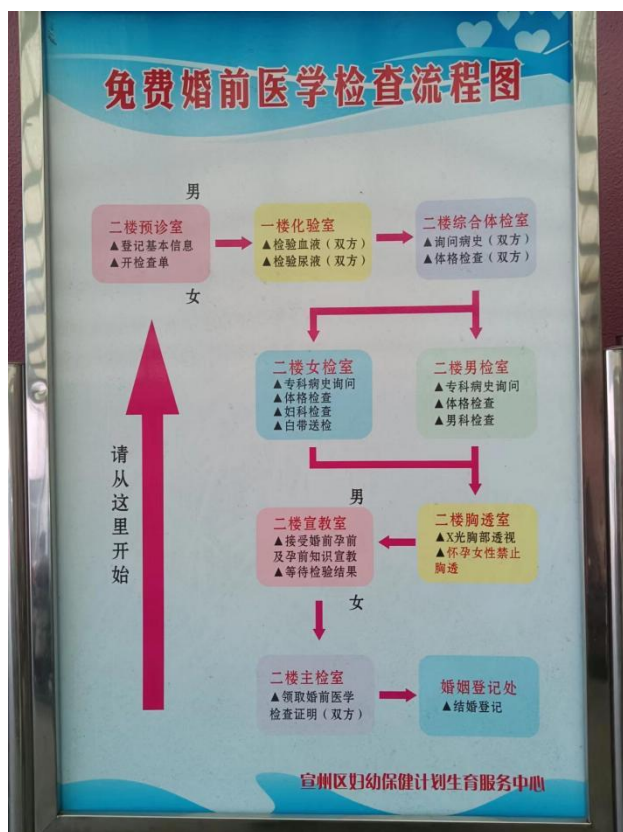 免费婚前医学检查流程图
男
二楼预诊室
▲登记基本信息
▲开检查单
女
一楼化验室
▲检验血液（双方）
▲检验尿液（双方）
二楼综合体检室
▲询问病史（双方）
▲体格检查（双方）
二楼女检室
▲专科病史询问
▲体格检查
▲妇科检查
▲白带送检
二楼男检室
▲专科病史询问
▲体格检查
▲男科检查
请从这里开始
男
二楼宣教室
▲接受婚前孕前
及孕前知识宣教
▲等待检验结果
女
二楼胸透室
▲X光胸部透视
▲怀孕女性禁止
胸透
二楼主检室
▲领取婚前医学
检查证明（双方）
婚姻登记处
▲结婚登记
宣州区妇幼保健计划生育服务中心